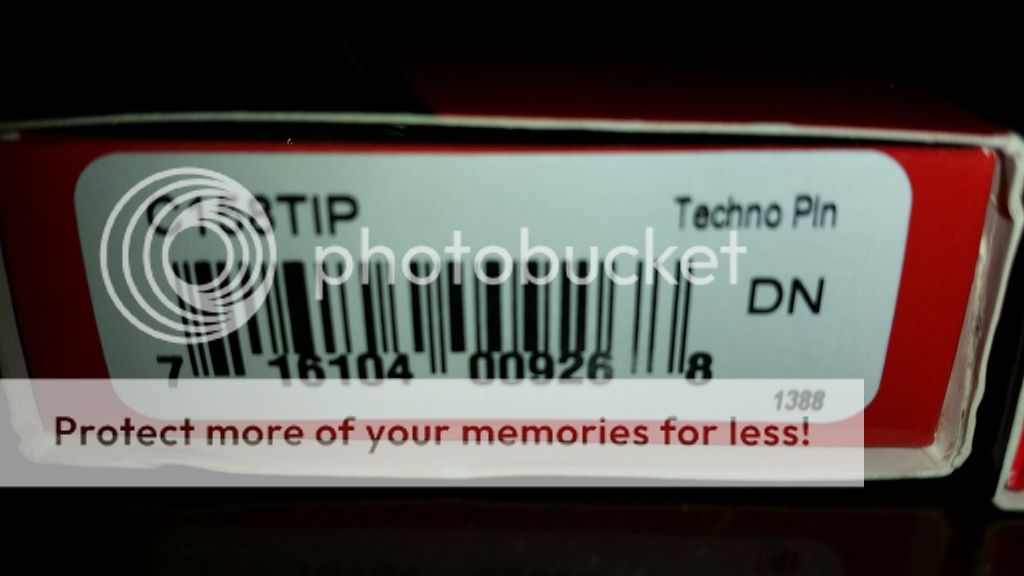 C158TIP Techno Pin
photobucket
DN
7 16104 00926 8
1388
Protect more of your memories for less!